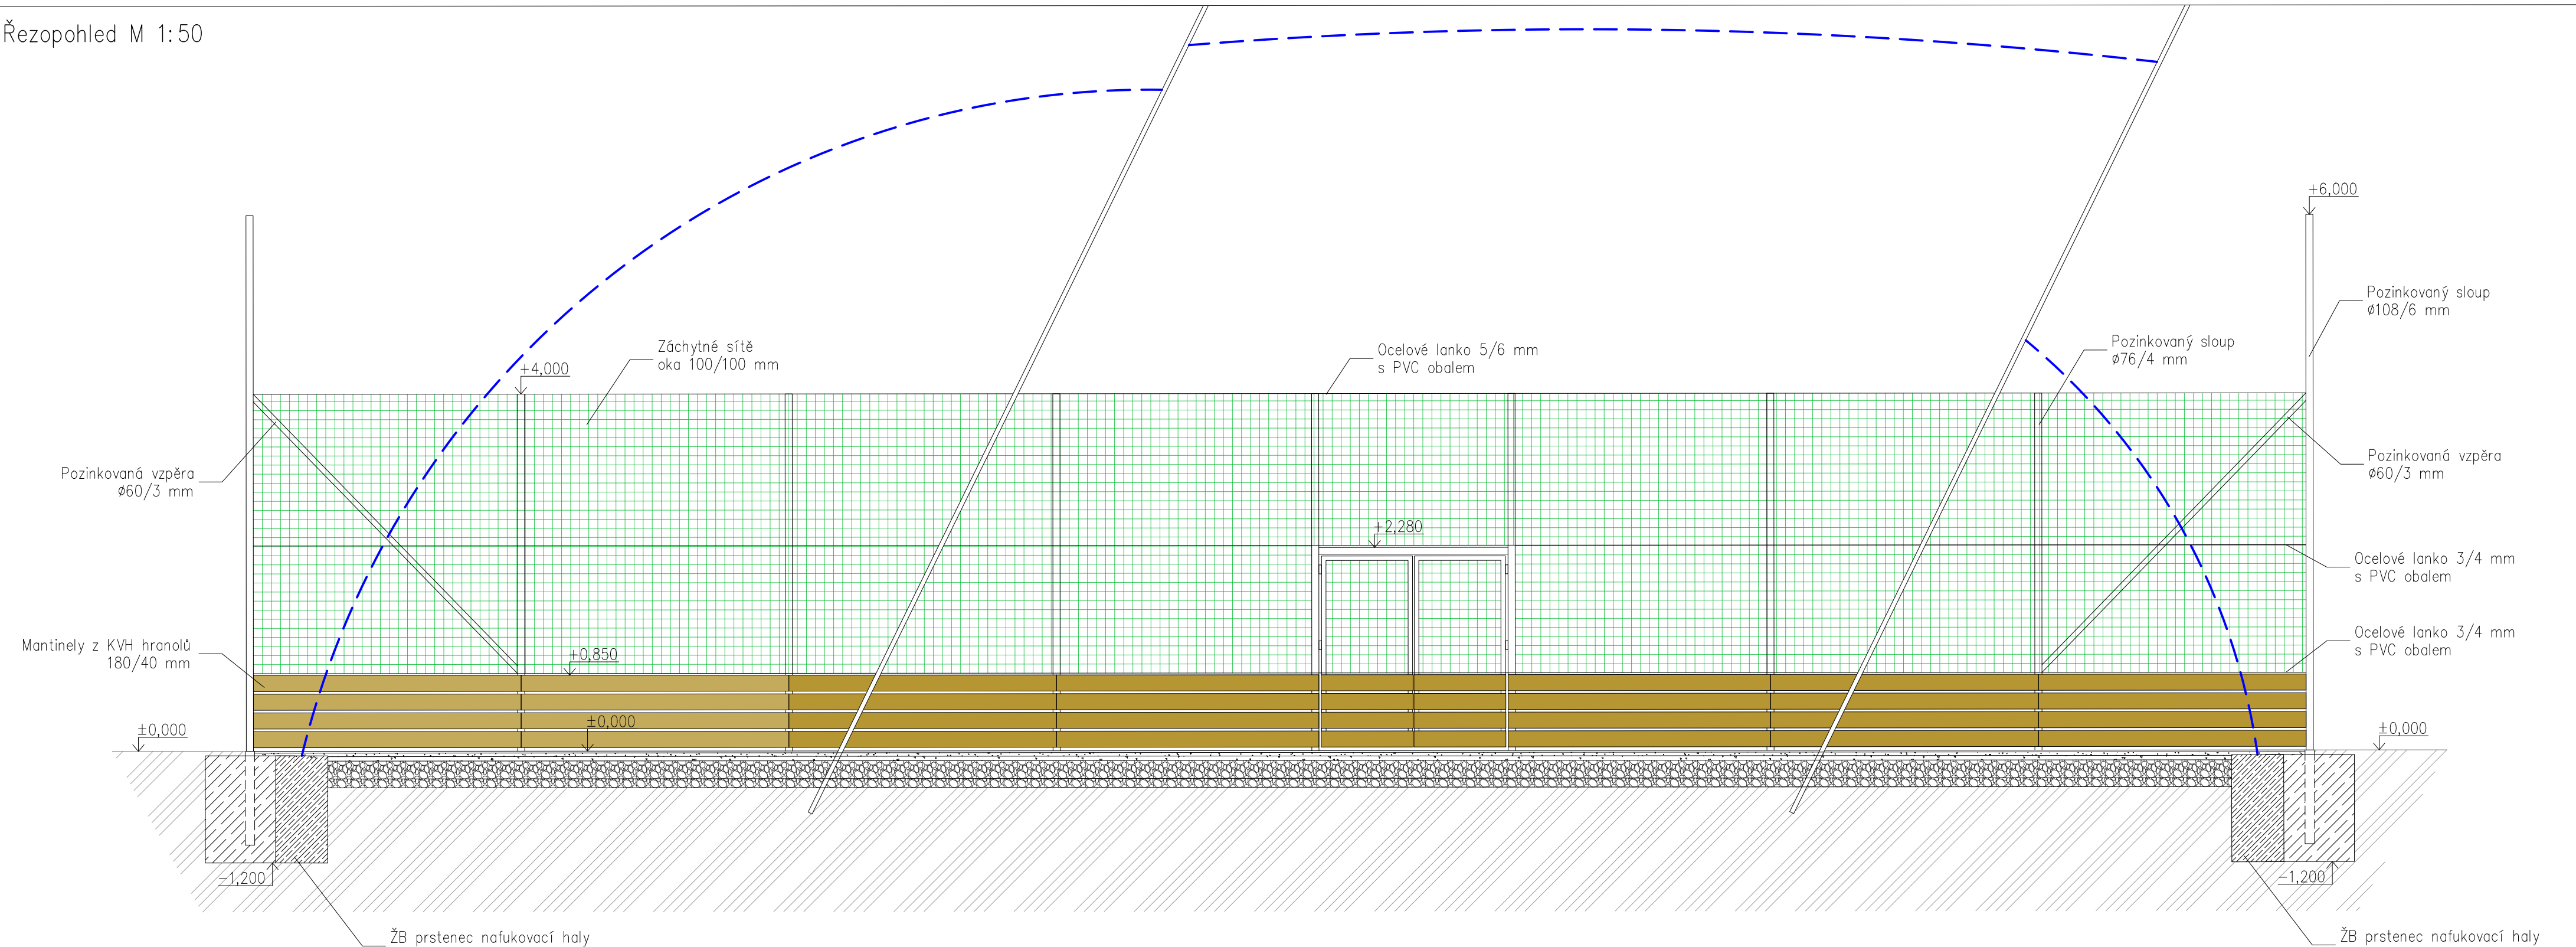 Řezopohled M 1:50
+6,000
Pozinkovaný sloup
ø108/6 mm
Záchytné sítě
oka 100/100 mm
+4,000
Ocelové lanko 5/6 mm
s PVC obalem
Pozinkovaný sloup
ø76/4 mm
Pozinkovaná vzpěra
ø60/3 mm
Pozinkovaná vzpěra
ø60/3 mm
+2,280
Ocelové lanko 3/4 mm
s PVC obalem
Mantinely z KVH hranolů
180/40 mm
+0,850
Ocelové lanko 3/4 mm
s PVC obalem
±0,000
±0,000
±0,000
-1,200
-1,200
ŽB prstenec nafukovací haly
ŽB prstenec nafukovací haly